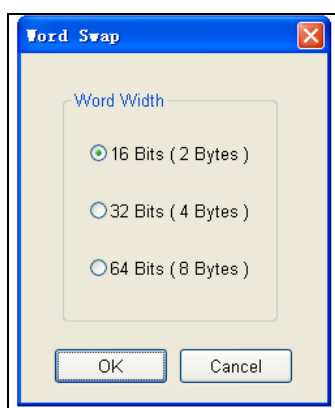 Word Swap
Word Width
16 Bits ( 2 Bytes )
32 Bits ( 4 Bytes )
64 Bits ( 8 Bytes )
OK Cancel